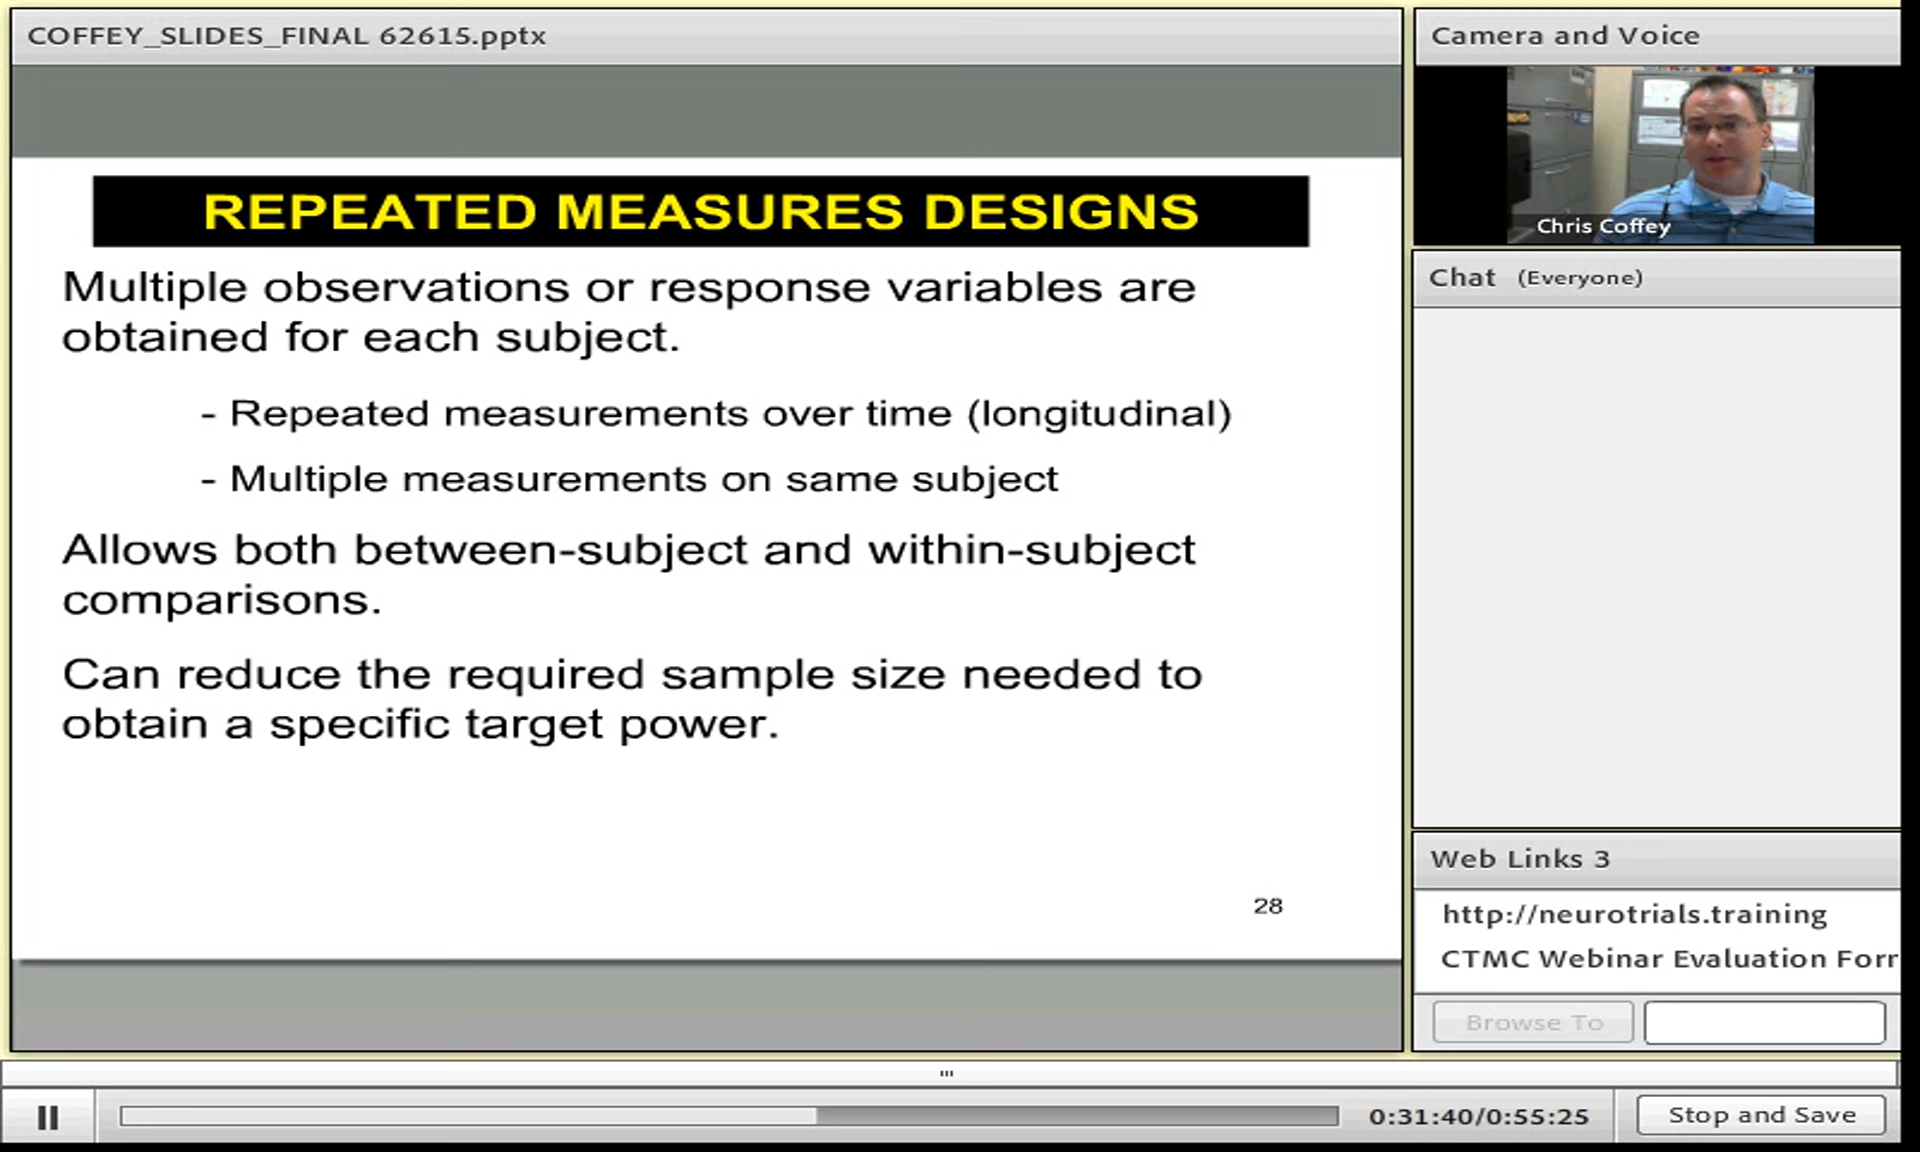 COFFEY_SLIDES_FINAL 62615.pptx
REPEATED MEASURES DESIGNS
Multiple observations or response variables are
obtained for each subject.
- Repeated measurements over time (longitudinal)
- Multiple measurements on same subject
Allows both between-subject and within-subject
comparisons.
Can reduce the required sample size needed to
obtain a specific target power.
28
Camera and Voice
Chris Coffey
Chat (Everyone)
Web Links 3
http://neurotrials.training
CTMC Webinar Evaluation Forr
Browse To
0:31:40/0:55:25
Stop and Save